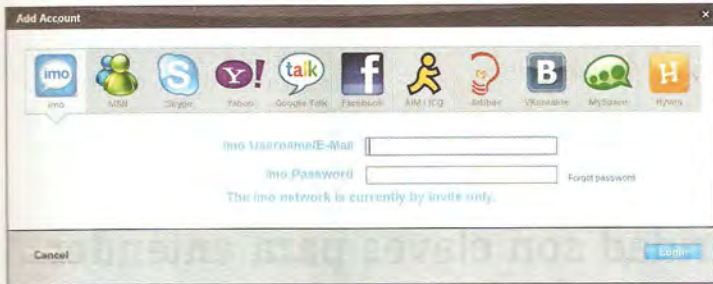 Add Account
imo MSN Skype Yahoo Google Talk Facebook AIM / ICQ Jabber VKontakte MySpace Hyves
imo Username/E-Mail
imo Password Forgot password
The imo network is currently by invite only.
Cancel Login